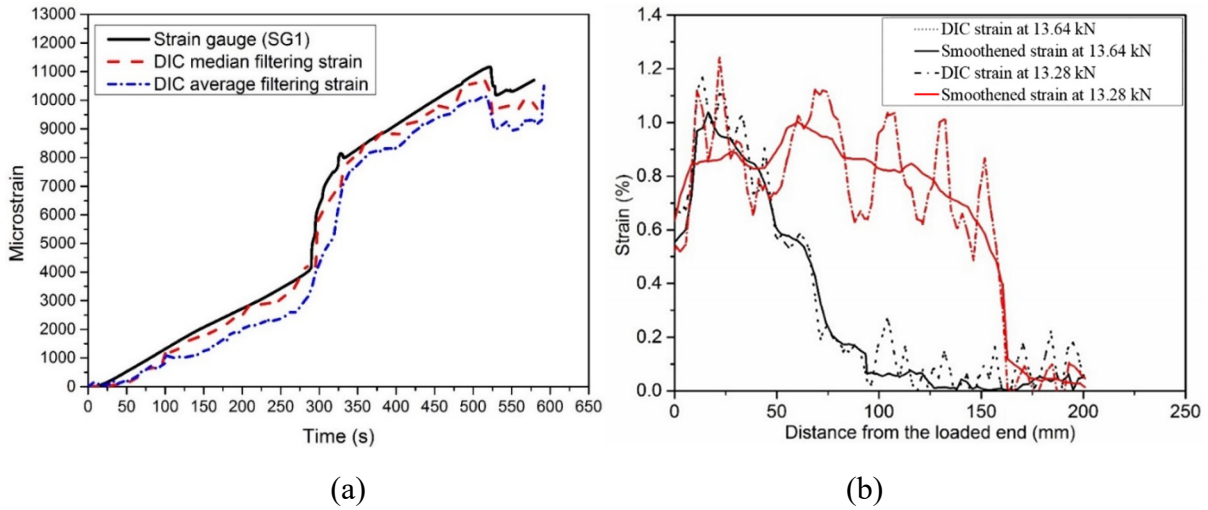 13000
12000
11000
10000
9000
8000
7000
6000
5000
4000
3000
2000
1000
0
Microstrain
Strain gauge (SG1)
DIC median filtering strain
DIC average filtering strain
0 50 100 150 200 250 300 350 400 450 500 550 600 650
Time (s)
(a)
1.4
1.2
1.0
0.8
0.6
0.4
0.2
0.0
Strain (%)
DIC strain at 13.64 kN
Smoothened strain at 13.64 kN
DIC strain at 13.28 kN
Smoothened strain at 13.28 kN
0 50 100 150 200 250
Distance from the loaded end (mm)
(b)